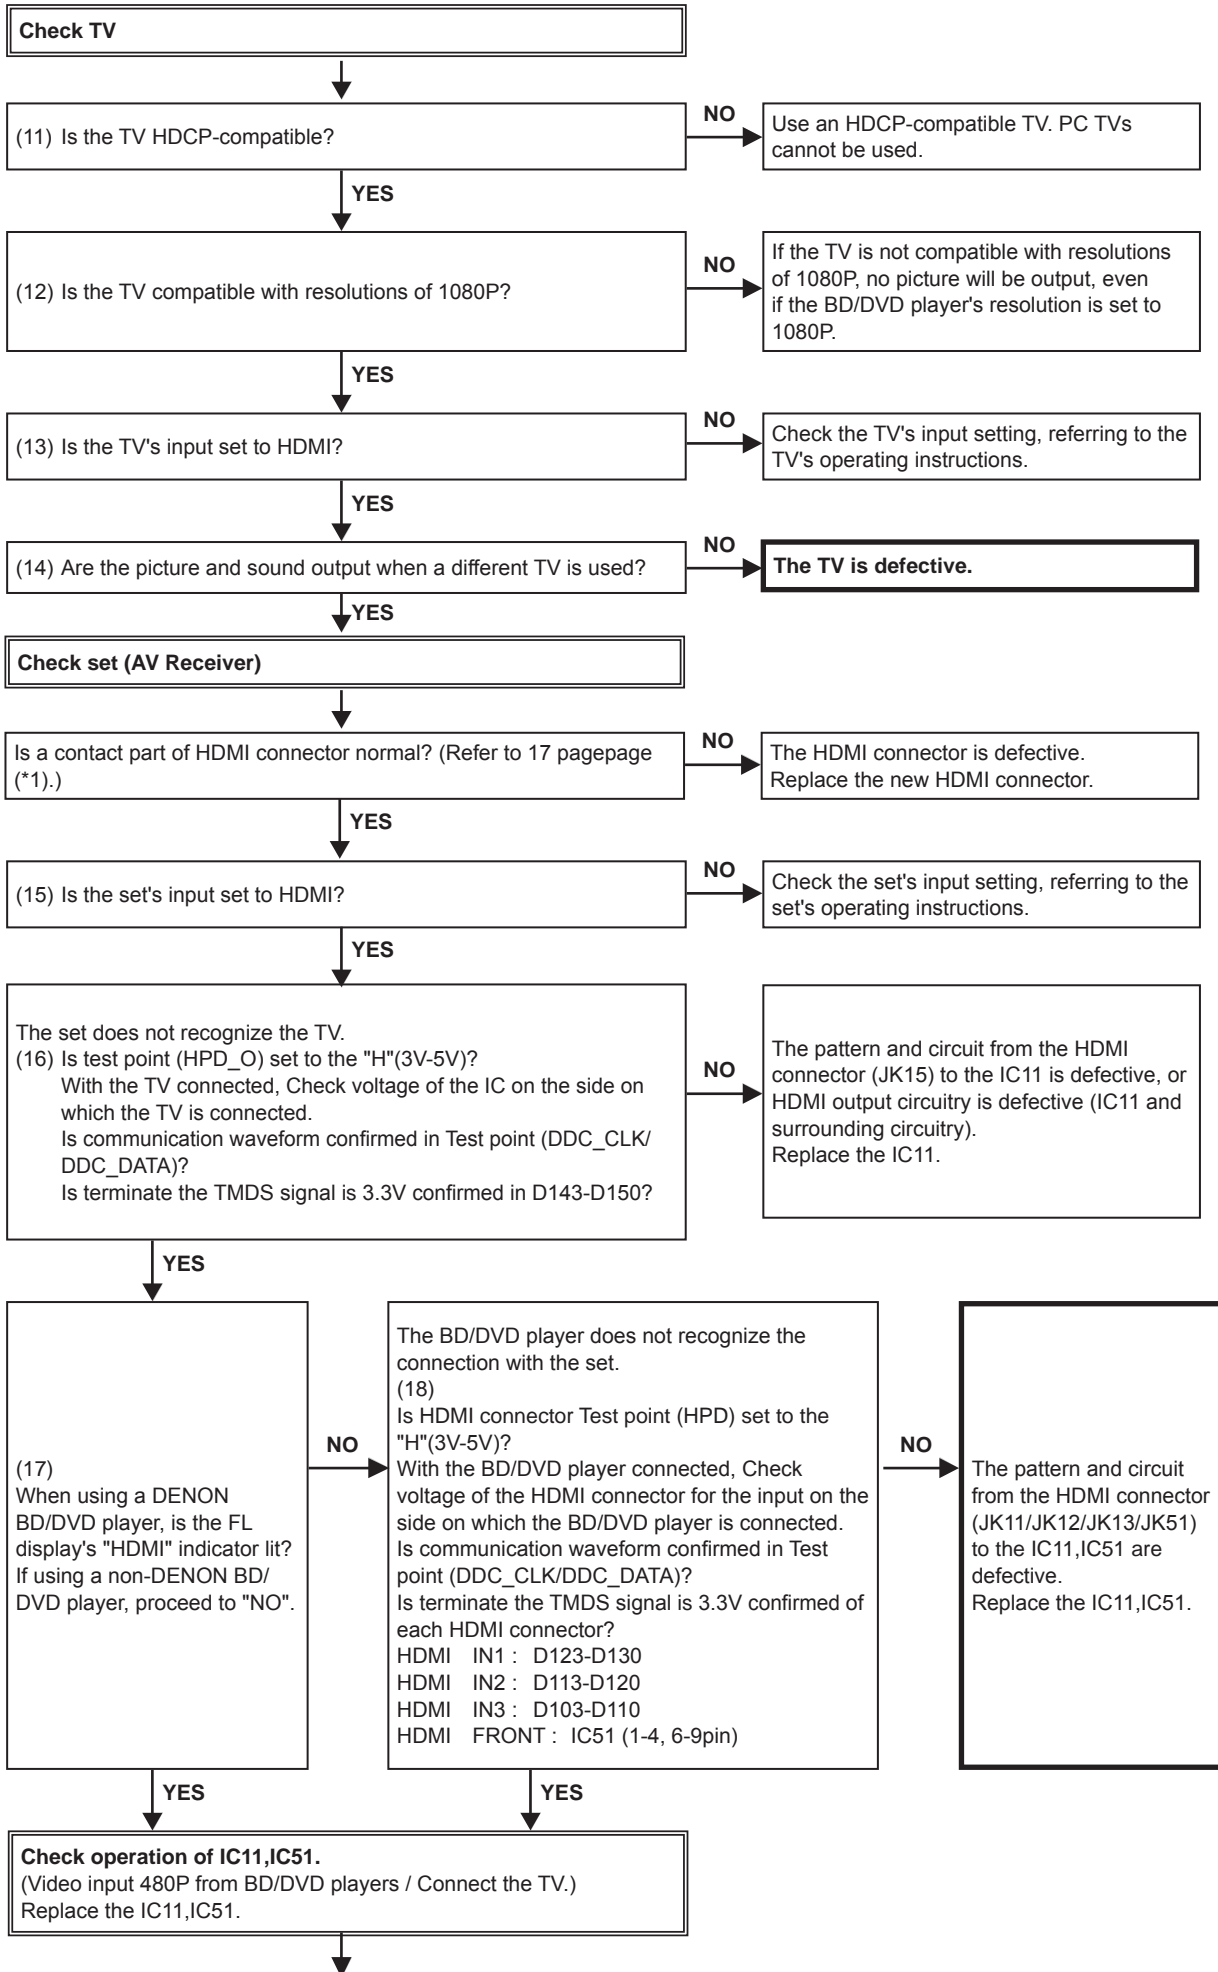 Check TV
(11) Is the TV HDCP-compatible?
NO
Use an HDCP-compatible TV. PC TVs
cannot be used.
YES
(12) Is the TV compatible with resolutions of 1080P?
NO
If the TV is not compatible with resolutions
of 1080P, no picture will be output, even
if the BD/DVD player's resolution is set to
1080P.
YES
(13) Is the TV's input set to HDMI?
NO
Check the TV's input setting, referring to the
TV's operating instructions.
YES
(14) Are the picture and sound output when a different TV is used?
NO
The TV is defective.
YES
Check set (AV Receiver)
Is a contact part of HDMI connector normal? (Refer to 17 pagepage
(*1).)
NO
The HDMI connector is defective.
Replace the new HDMI connector.
YES
(15) Is the set's input set to HDMI?
NO
Check the set's input setting, referring to the
set's operating instructions.
YES
The set does not recognize the TV.
(16) Is test point (HPD_O) set to the "H"(3V-5V)?
With the TV connected, Check voltage of the IC on the side on
which the TV is connected.
Is communication waveform confirmed in Test point (DDC_CLK/
DDC_DATA)?
Is terminate the TMDS signal is 3.3V confirmed in D143-D150?
NO
The pattern and circuit from the HDMI
connector (JK15) to the IC11 is defective, or
HDMI output circuitry is defective (IC11 and
surrounding circuitry).
Replace the IC11.
YES
(17)
When using a DENON
BD/DVD player, is the FL
display's "HDMI" indicator lit?
If using a non-DENON BD/
DVD player, proceed to "NO".
NO
The BD/DVD player does not recognize the
connection with the set.
(18)
Is HDMI connector Test point (HPD) set to the
"H"(3V-5V)?
With the BD/DVD player connected, Check
voltage of the HDMI connector for the input on the
side on which the BD/DVD player is connected.
Is communication waveform confirmed in Test
point (DDC_CLK/DDC_DATA)?
Is terminate the TMDS signal is 3.3V confirmed of
each HDMI connector?
HDMI IN1 : D123-D130
HDMI IN2 : D113-D120
HDMI IN3 : D103-D110
HDMI FRONT : IC51 (1-4, 6-9pin)
NO
The pattern and circuit
from the HDMI connector
(JK11/JK12/JK13/JK51)
to the IC11,IC51 are
defective.
Replace the IC11,IC51.
YES
YES
Check operation of IC11,IC51.
(Video input 480P from BD/DVD players / Connect the TV.)
Replace the IC11,IC51.